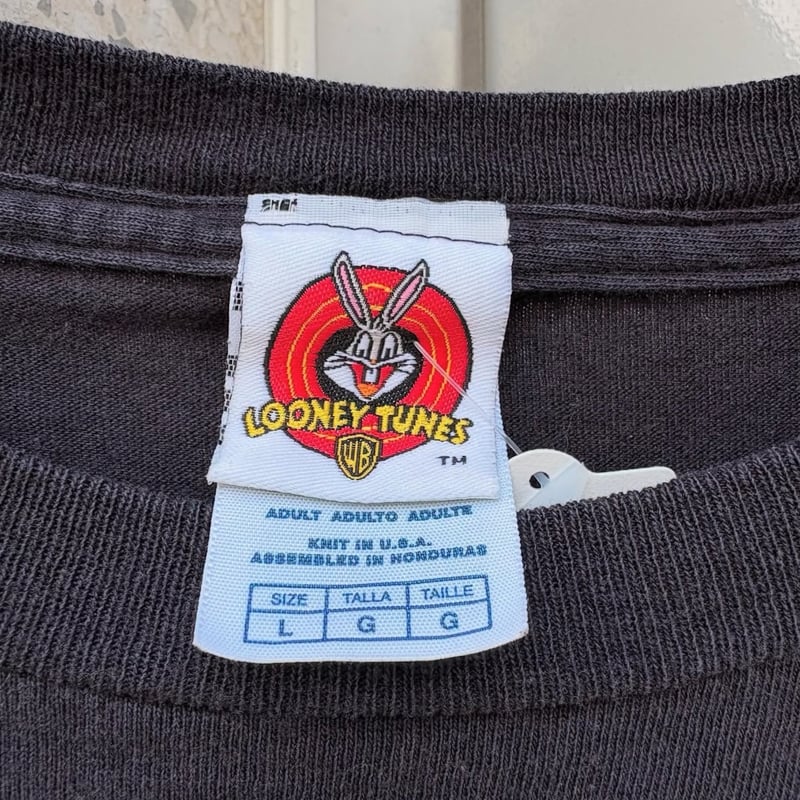 LOONEY TUNES
WB
TM
ADULT ADULTO ADULTE
KNIT IN U.S.A.
ASSEMBLED IN HONDURAS
SIZE TALLA TAILLE
L G G